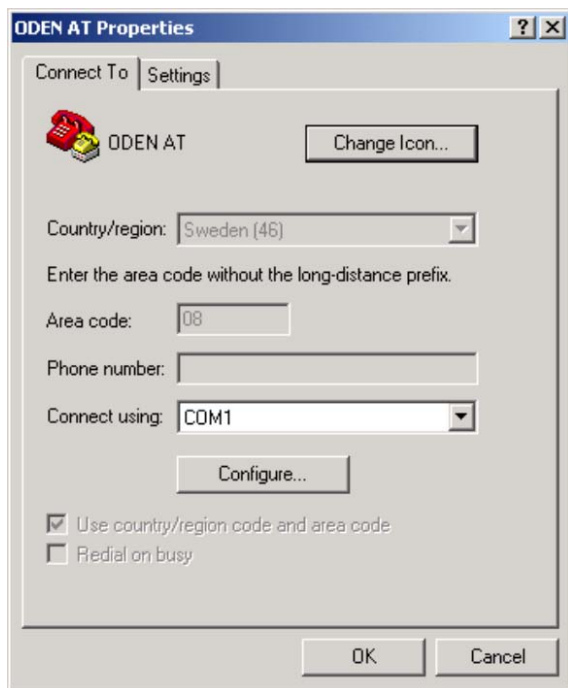 ODEN AT Properties
Connect To Settings
ODEN AT Change Icon...
Country/region: Sweden (46)
Enter the area code without the long-distance prefix.
Area code: 08
Phone number:
Connect using: COM1
Configure...
Use country/region code and area code
Redial on busy
OK Cancel